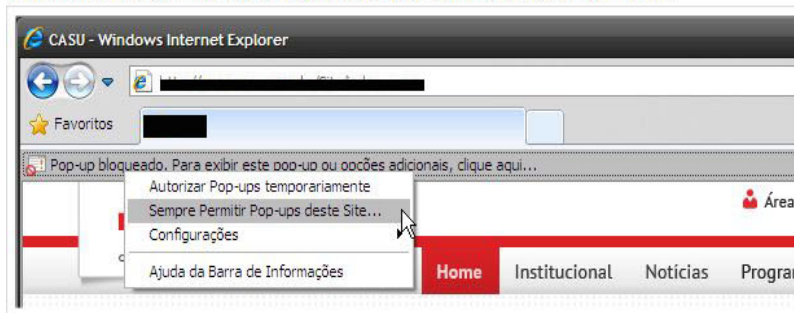 CASU - Windows Internet Explorer
Favoritos
Pop-up bloqueado. Para exibir este pop-up ou opções adicionais, clique aqui...
Autorizar Pop-ups temporariamente
Sempre Permitir Pop-ups deste Site...
Configurações
Ajuda da Barra de Informações
Área
Home Institucional Notícias Progra